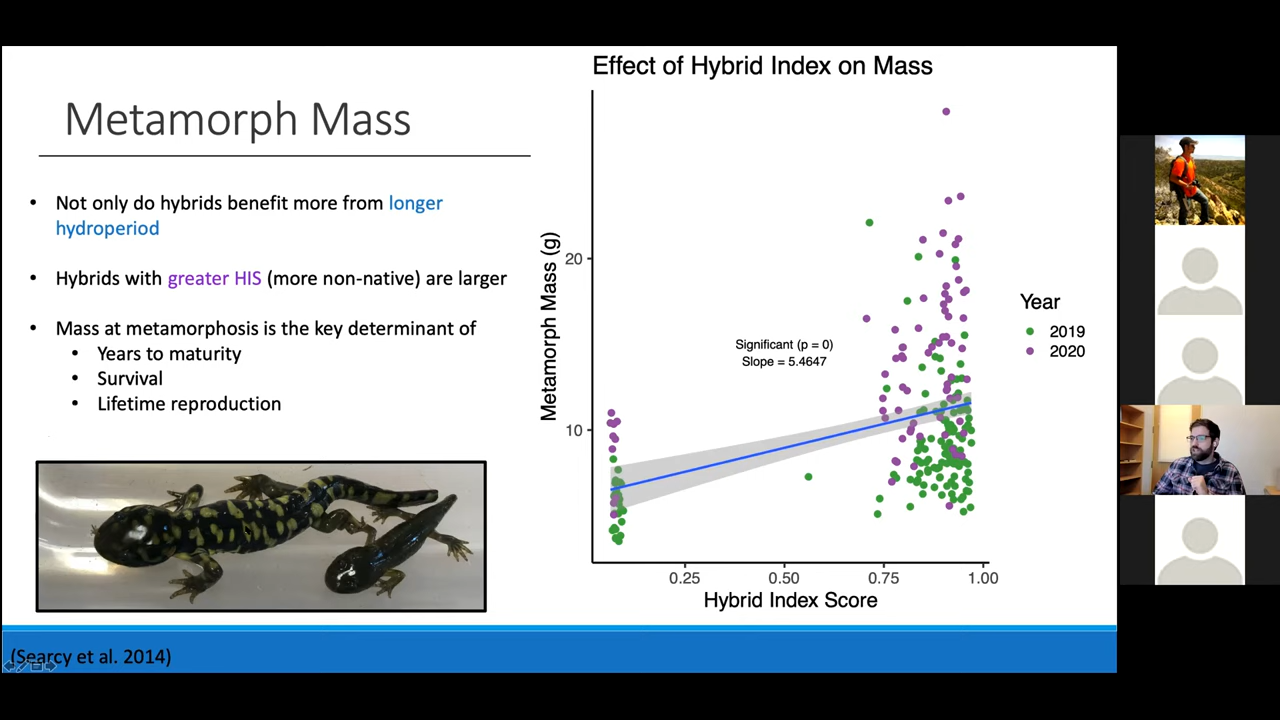 Effect of Hybrid Index on Mass
Metamorph Mass
• Not only do hybrids benefit more from longer
hydroperiod
• Hybrids with greater HIS (more non-native) are larger
• Mass at metamorphosis is the key determinant of
• Years to maturity
• Survival
• Lifetime reproduction
Metamorph Mass (g)
20
10
Significant (p = 0)
Slope = 5.4647
Year
2019
2020
0.25 0.50 0.75 1.00
Hybrid Index Score
(Searcy et al. 2014)